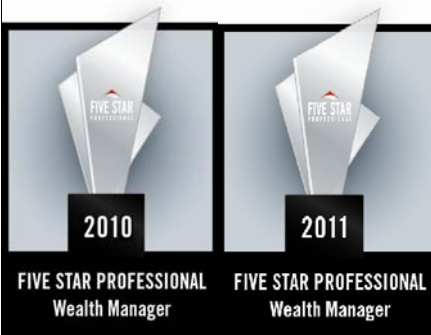 FIVE STAR
PROFESSIONAL
2010
FIVE STAR PROFESSIONAL
Wealth Manager
FIVE STAR
PROFESSIONAL
2011
FIVE STAR PROFESSIONAL
Wealth Manager